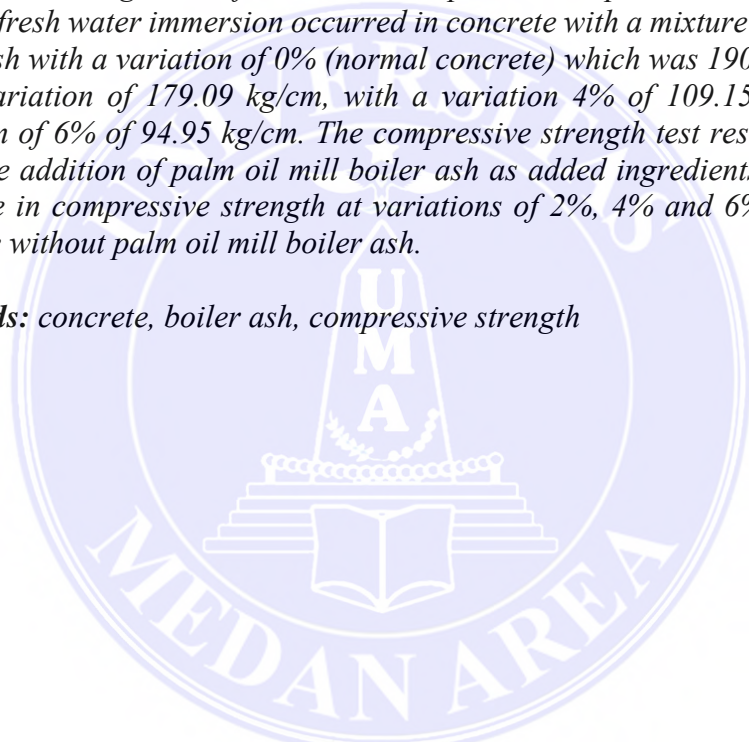 fresh water immersion occurred in concrete with a mixture
sh with a variation of 0% (normal concrete) which was 190
ariation of 179.09 kg/cm, with a variation 4% of 109.15
n of 6% of 94.95 kg/cm. The compressive strength test res
e addition of palm oil mill boiler ash as added ingredients
e in compressive strength at variations of 2%, 4% and 6%
without palm oil mill boiler ash.
ds: concrete, boiler ash, compressive strength
UNIVERSITAS
U
M
A
MEDAN AREA